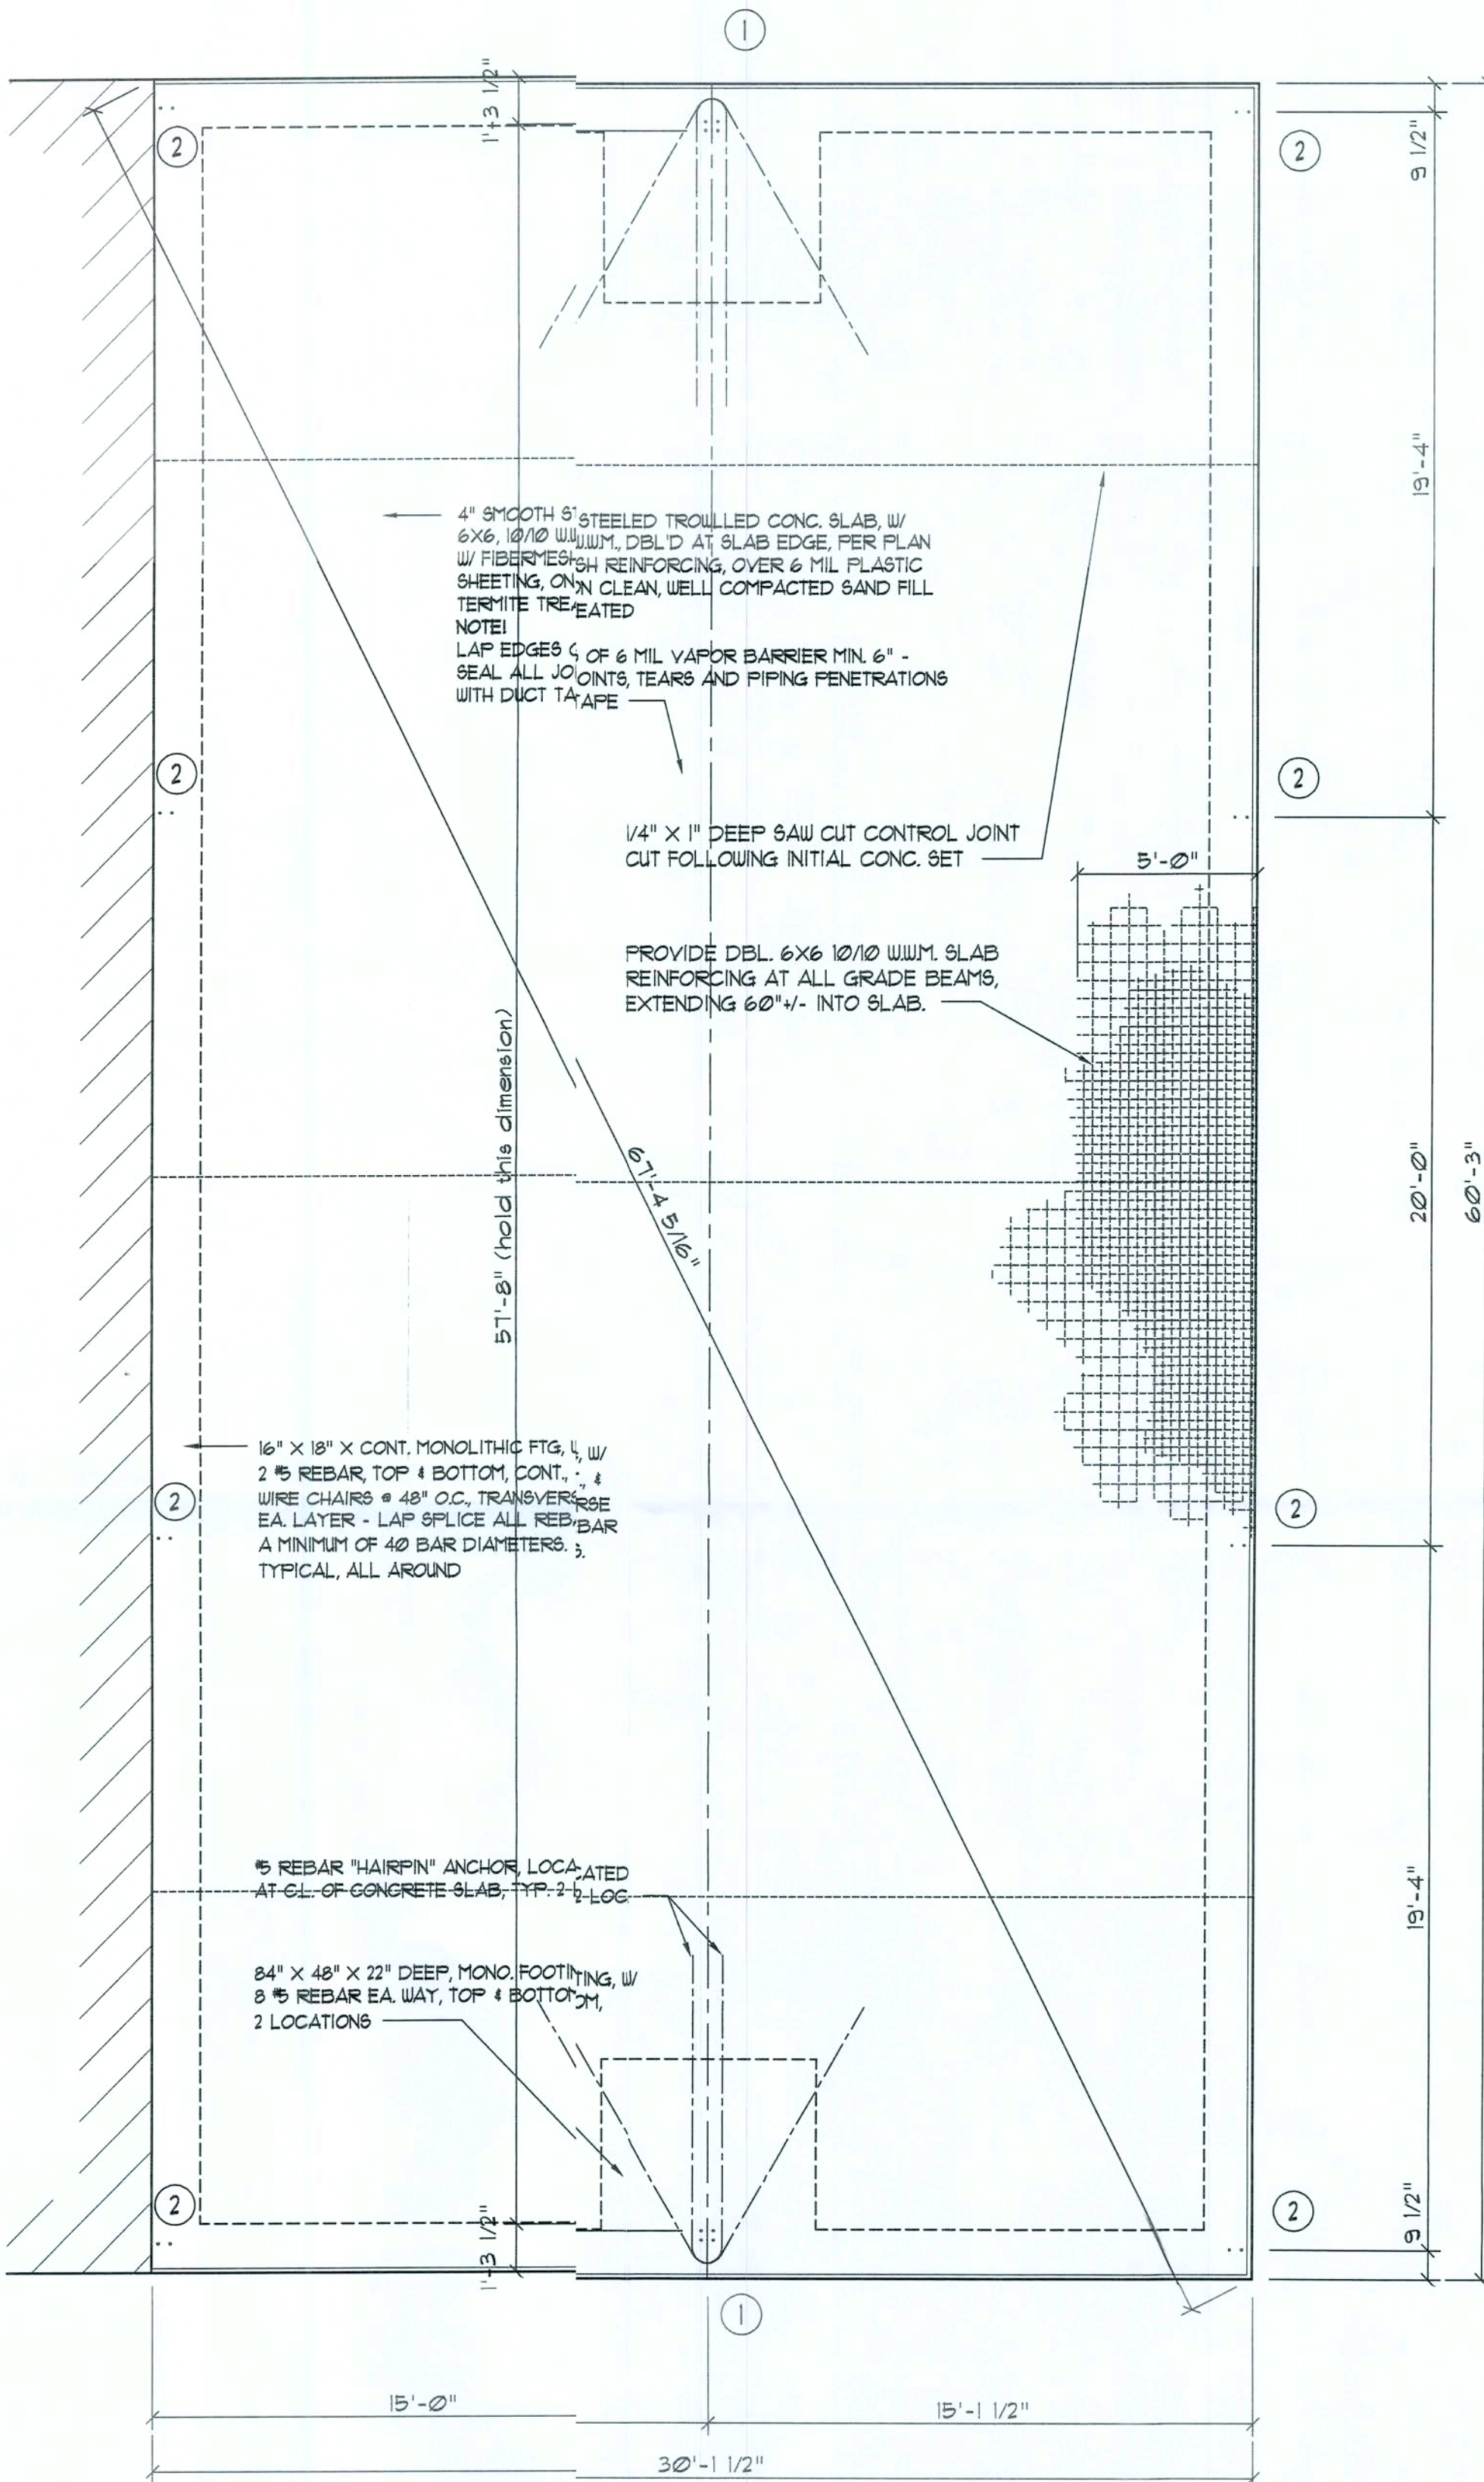 1
1'-3 1/2"
2
2
9 1/2"
19'-4"
4" SMOOTH STEELED TROWLLED CONC. SLAB, W/
6X6, 10/10 W.W.M., DBL'D AT SLAB EDGE, PER PLAN
W/ FIBERMESH REINFORCING, OVER 6 MIL PLASTIC
SHEETING, ON CLEAN, WELL COMPACTED SAND FILL
TERMITE TREATED
NOTE!
LAP EDGES OF 6 MIL VAPOR BARRIER MIN. 6" -
SEAL ALL JOINTS, TEARS AND PIPING PENETRATIONS
WITH DUCT TAPE
2
2
1/4" X 1" DEEP SAW CUT CONTROL JOINT
CUT FOLLOWING INITIAL CONC. SET
5'-0"
PROVIDE DBL. 6X6 10/10 W.W.M. SLAB
REINFORCING AT ALL GRADE BEAMS,
EXTENDING 60"+/- INTO SLAB.
57'-8" (hold this dimension)
67'-4 5/16"
20'-0"
60'-3"
16" X 18" X CONT. MONOLITHIC FTG, W/
2 #5 REBAR, TOP & BOTTOM, CONT., &
WIRE CHAIRS @ 48" O.C., TRANSVERSE
EA. LAYER - LAP SPLICE ALL REBAR
A MINIMUM OF 40 BAR DIAMETERS.
TYPICAL, ALL AROUND
2
2
#5 REBAR "HAIRPIN" ANCHOR, LOCATED
AT CL. OF CONCRETE SLAB, TYP. 2 LOC.
19'-4"
84" X 48" X 22" DEEP, MONO. FOOTING, W/
8 #5 REBAR EA. WAY, TOP & BOTTOM,
2 LOCATIONS
2
2
1'-3 1/2"
9 1/2"
1
15'-0"
15'-1 1/2"
30'-1 1/2"